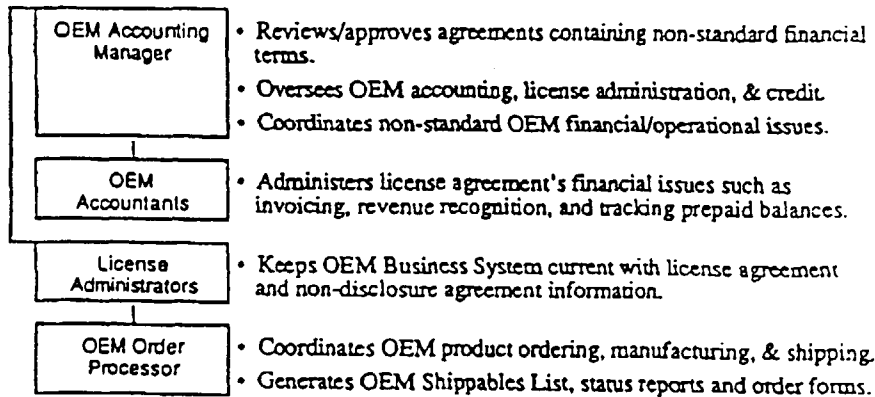 OEM Accounting
Manager
• Reviews/approves agreements containing non-standard financial
terms.
• Oversees OEM accounting, license administration, & credit.
• Coordinates non-standard OEM financial/operational issues.
OEM
Accountants
• Administers license agreement's financial issues such as
invoicing, revenue recognition, and tracking prepaid balances.
License
Administrators
• Keeps OEM Business System current with license agreement
and non-disclosure agreement information.
OEM Order
Processor
• Coordinates OEM product ordering, manufacturing, & shipping.
• Generates OEM Shippables List, status reports and order forms.